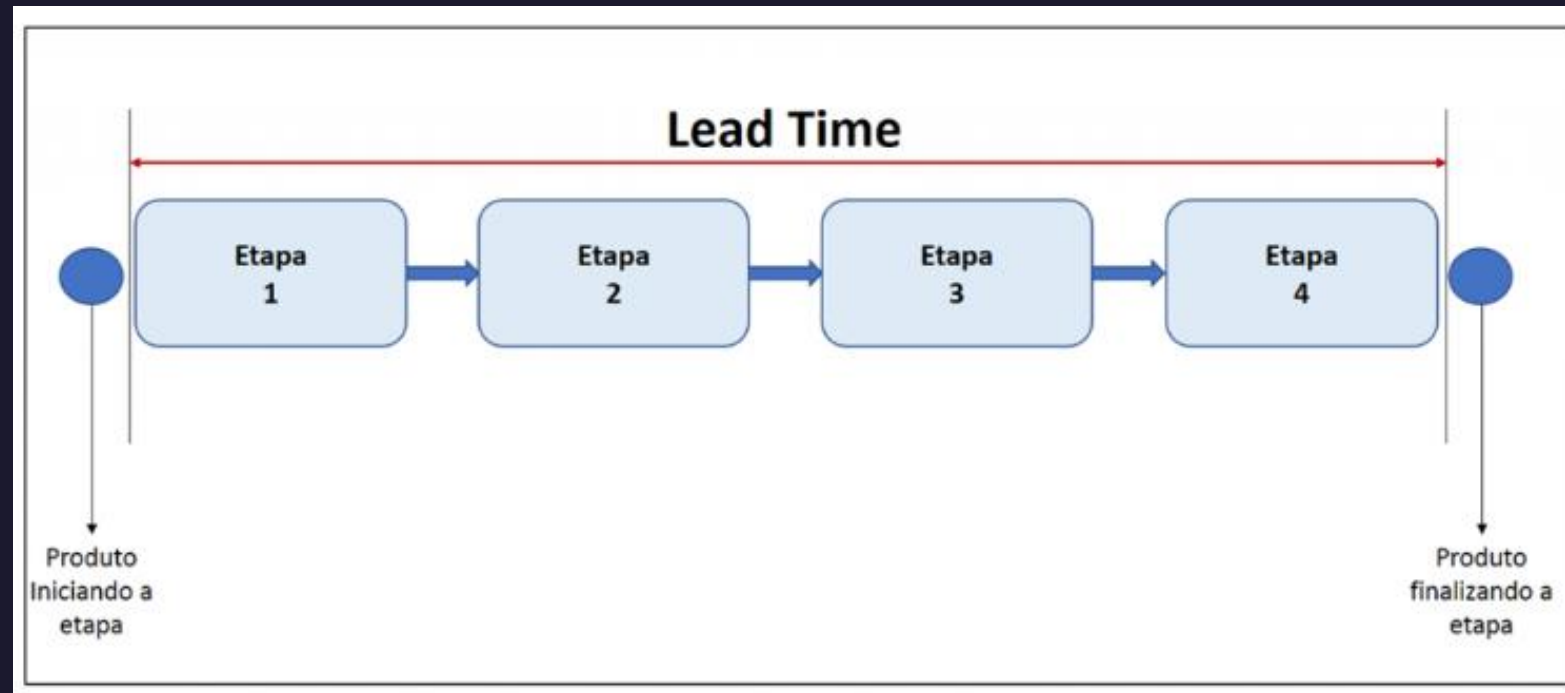 Lead Time
Etapa
1
Etapa
2
Etapa
3
Etapa
4
Produto
Iniciando a
etapa
Produto
finalizando a
etapa